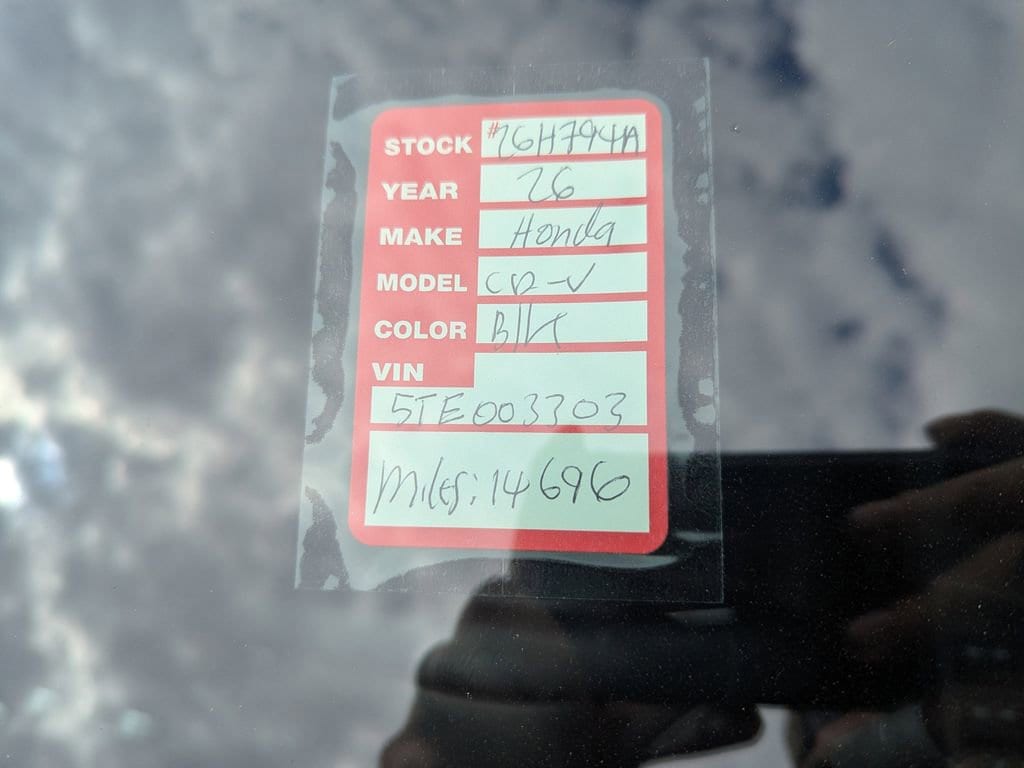 STOCK #26H794A
YEAR 26
MAKE Honda
MODEL CR-V
COLOR Blk
VIN
5TE003303
Miles: 14696